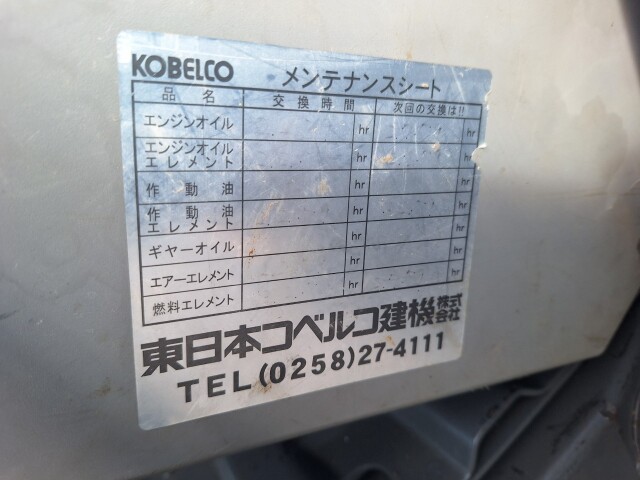 KOBELCO メンテナンスシート
品名 交換時間 次回の交換は!!
エンジンオイル hr hr
エンジンオイル
エレメント hr hr
作動油 hr hr
作動油
エレメント hr hr
ギヤーオイル hr hr
エアーエレメント hr hr
燃料エレメント hr hr
東日本コベルコ建機株式会社
TEL(0258)27-4111